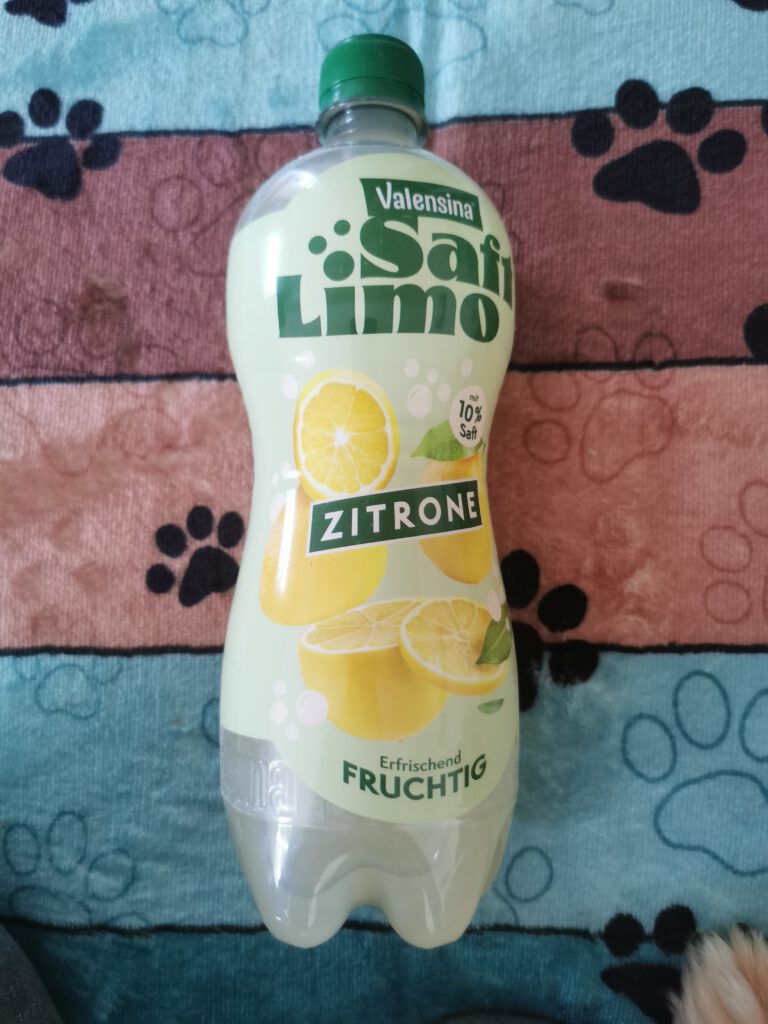 Valensina
Saft
Limo
mit
10%
Saft
ZITRONE
Erfrischend
FRUCHTIG